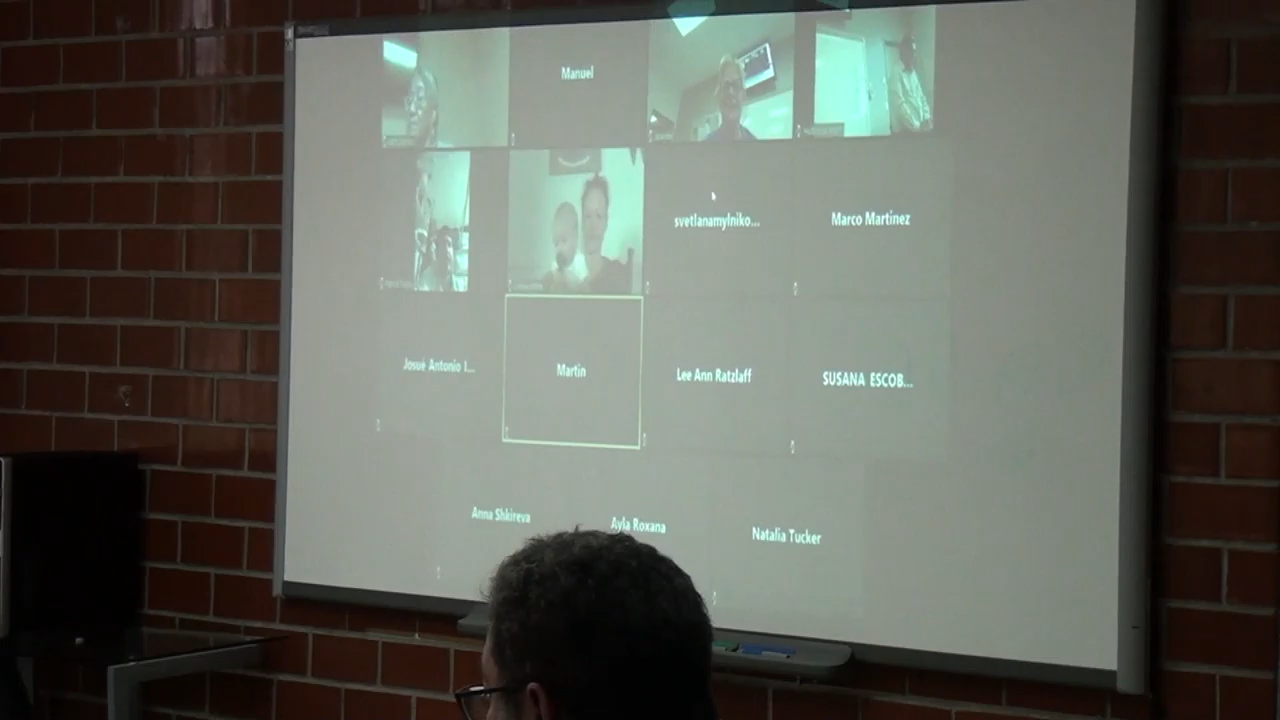 Manuel
svetlanamylniko...
Marco Martinez
Josué Antonio I...
Martin
Lee Ann Ratzlaff
SUSANA ESCOB...
Anna Shkireva
Ayla Roxana
Natalia Tucker